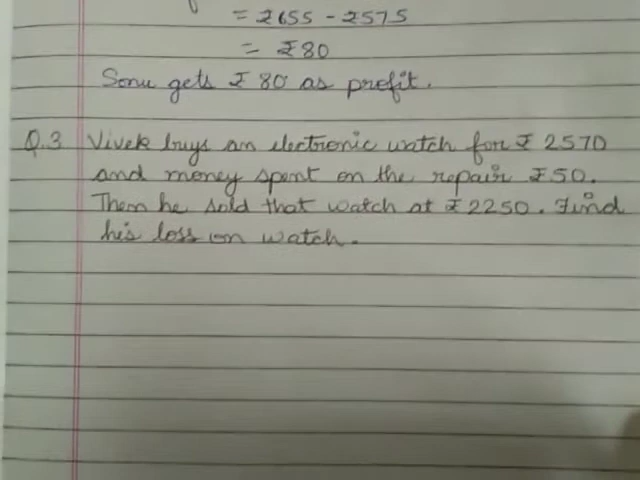 = 2655 - 2575
= ₹80
Sonu gets ₹ 80 as profit.
Q.3 Vivek buys an electronic watch for ₹ 2570
and money spent on the repair ₹50.
Then he sold that watch at ₹2250. Find
his loss on watch.